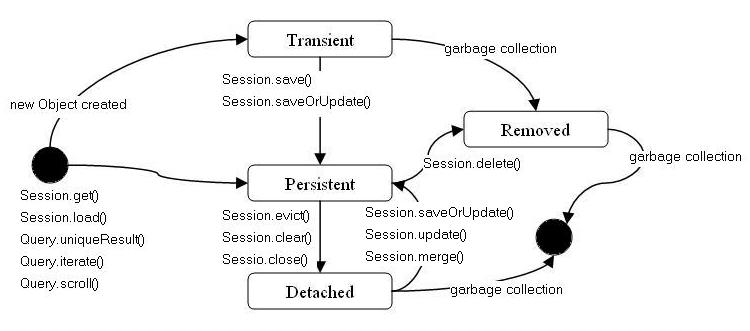 Transient
garbage collection
Session.save()
Session.saveOrUpdate()
new Object created
Removed
Session.delete()
garbage collection
Persistent
Session.get()
Session.load()
Query.uniqueResult()
Query.iterate()
Query.scroll()
Session.evict()
Session.clear()
Sessio.close()
Session.saveOrUpdate()
Session.update()
Session.merge()
Detached
garbage collection